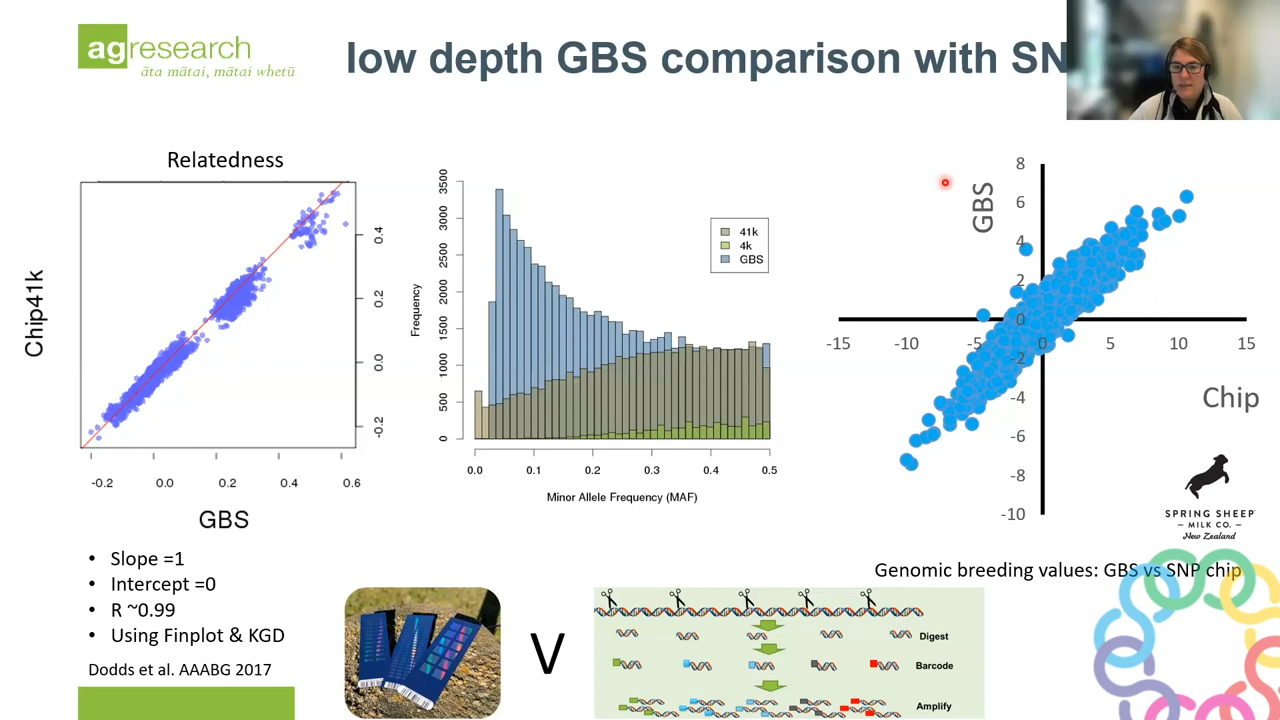 agresearch
āta mātai, mātai whetū
low depth GBS comparison with SN
Relatedness
Chip41k
0.4
0.2
0.0
-0.2
-0.2 0.0 0.2 0.4 0.6
GBS
Frequency
3500
3000
2500
2000
1500
1000
500
0
41k
4k
GBS
0.0 0.1 0.2 0.3 0.4 0.5
Minor Allele Frequency (MAF)
GBS
8
6
4
2
0
-2
-4
-6
-8
-10
-15 -10 -5 0 5 10 15
Chip
SPRING SHEEP
MILK CO.
New Zealand
• Slope =1
• Intercept =0
• R ~0.99
• Using Finplot & KGD
Dodds et al. AAABG 2017
V
Genomic breeding values: GBS vs SNP chip
Digest
Barcode
Amplify